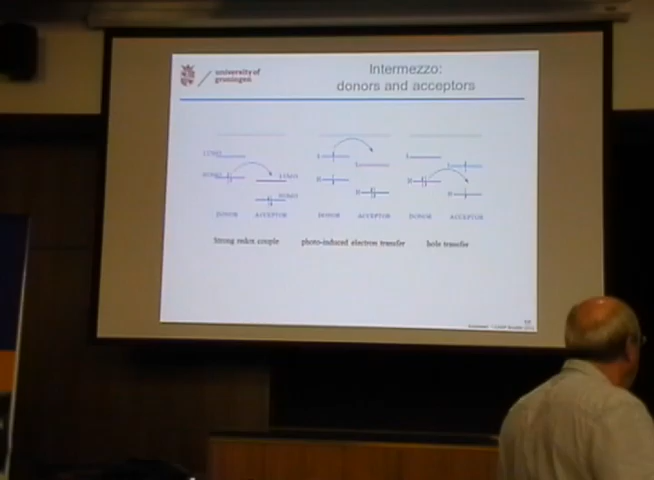 university of
groningen
Intermezzo:
donors and acceptors
LUMO
HOMO
LUMO
HOMO
DONOR ACCEPTOR
L
L
H
H
DONOR ACCEPTOR
L
L
H
H
DONOR ACCEPTOR
Strong redox couple
photo-induced electron transfer
hole transfer